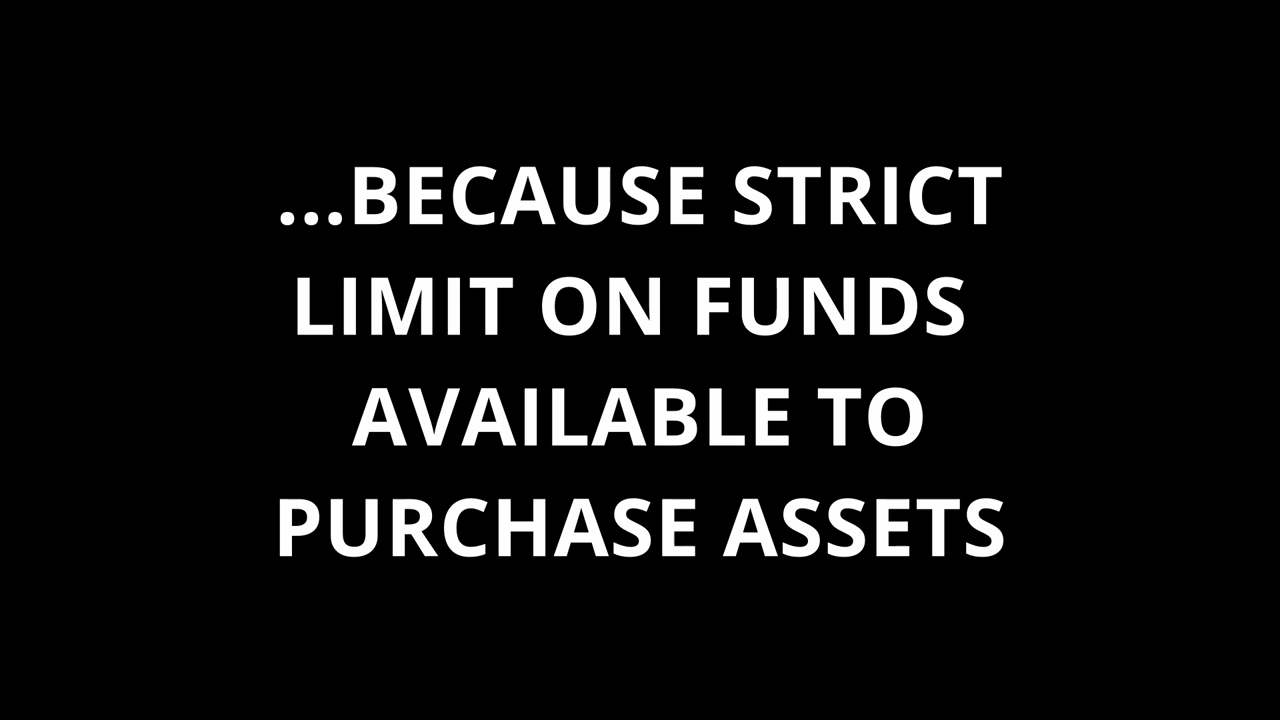 ...BECAUSE STRICT
LIMIT ON FUNDS
AVAILABLE TO
PURCHASE ASSETS